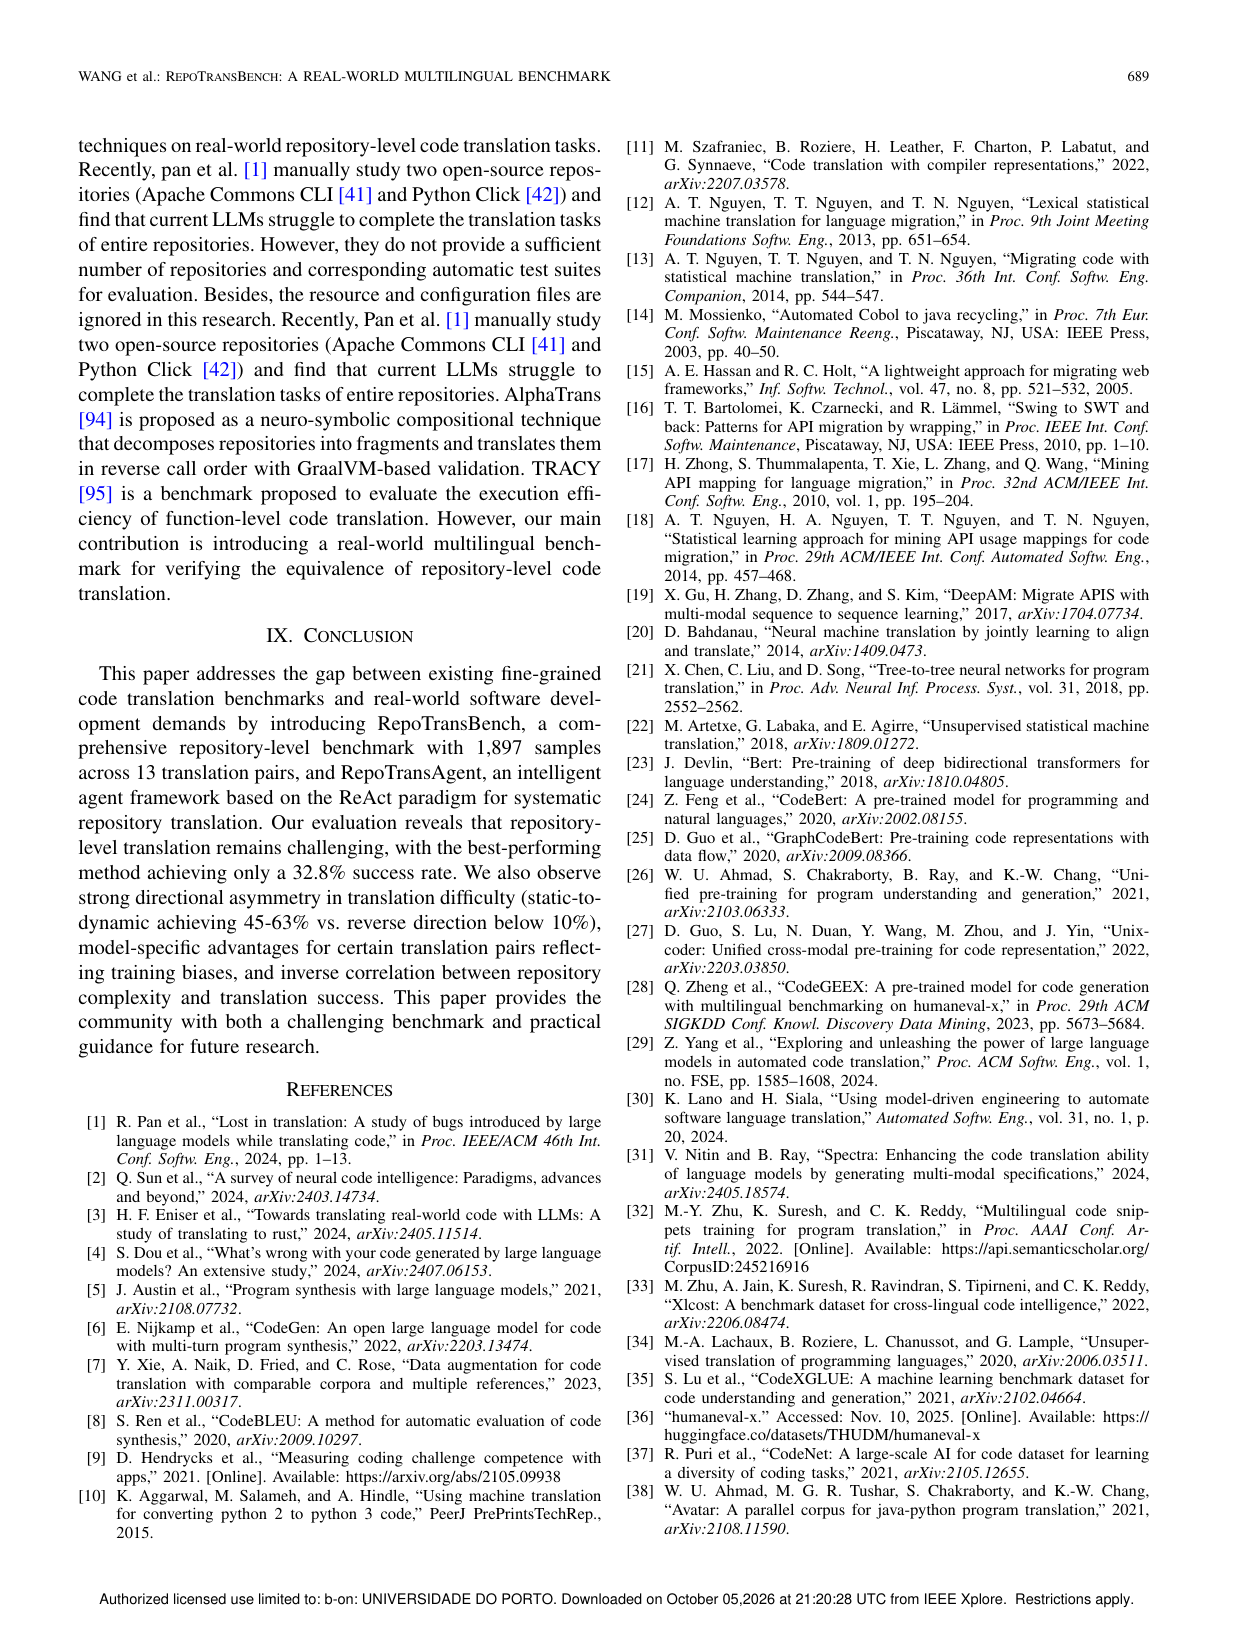 WANG et al.: REPOTRANSBENCH: A REAL-WORLD MULTILINGUAL BENCHMARK 689
techniques on real-world repository-level code translation tasks.
Recently, pan et al. [1] manually study two open-source repos-
itories (Apache Commons CLI [41] and Python Click [42]) and
find that current LLMs struggle to complete the translation tasks
of entire repositories. However, they do not provide a sufficient
number of repositories and corresponding automatic test suites
for evaluation. Besides, the resource and configuration files are
ignored in this research. Recently, Pan et al. [1] manually study
two open-source repositories (Apache Commons CLI [41] and
Python Click [42]) and find that current LLMs struggle to
complete the translation tasks of entire repositories. AlphaTrans
[94] is proposed as a neuro-symbolic compositional technique
that decomposes repositories into fragments and translates them
in reverse call order with GraalVM-based validation. TRACY
[95] is a benchmark proposed to evaluate the execution effi-
ciency of function-level code translation. However, our main
contribution is introducing a real-world multilingual bench-
mark for verifying the equivalence of repository-level code
translation.
IX. CONCLUSION
This paper addresses the gap between existing fine-grained
code translation benchmarks and real-world software devel-
opment demands by introducing RepoTransBench, a com-
prehensive repository-level benchmark with 1,897 samples
across 13 translation pairs, and RepoTransAgent, an intelligent
agent framework based on the ReAct paradigm for systematic
repository translation. Our evaluation reveals that repository-
level translation remains challenging, with the best-performing
method achieving only a 32.8% success rate. We also observe
strong directional asymmetry in translation difficulty (static-to-
dynamic achieving 45-63% vs. reverse direction below 10%),
model-specific advantages for certain translation pairs reflect-
ing training biases, and inverse correlation between repository
complexity and translation success. This paper provides the
community with both a challenging benchmark and practical
guidance for future research.
REFERENCES
[1] R. Pan et al., “Lost in translation: A study of bugs introduced by large
language models while translating code,” in Proc. IEEE/ACM 46th Int.
Conf. Softw. Eng., 2024, pp. 1–13.
[2] Q. Sun et al., “A survey of neural code intelligence: Paradigms, advances
and beyond,” 2024, arXiv:2403.14734.
[3] H. F. Eniser et al., “Towards translating real-world code with LLMs: A
study of translating to rust,” 2024, arXiv:2405.11514.
[4] S. Dou et al., “What’s wrong with your code generated by large language
models? An extensive study,” 2024, arXiv:2407.06153.
[5] J. Austin et al., “Program synthesis with large language models,” 2021,
arXiv:2108.07732.
[6] E. Nijkamp et al., “CodeGen: An open large language model for code
with multi-turn program synthesis,” 2022, arXiv:2203.13474.
[7] Y. Xie, A. Naik, D. Fried, and C. Rose, “Data augmentation for code
translation with comparable corpora and multiple references,” 2023,
arXiv:2311.00317.
[8] S. Ren et al., “CodeBLEU: A method for automatic evaluation of code
synthesis,” 2020, arXiv:2009.10297.
[9] D. Hendrycks et al., “Measuring coding challenge competence with
apps,” 2021. [Online]. Available: https://arxiv.org/abs/2105.09938
[10] K. Aggarwal, M. Salameh, and A. Hindle, “Using machine translation
for converting python 2 to python 3 code,” PeerJ PrePrintsTechRep.,
2015.
[11] M. Szafraniec, B. Roziere, H. Leather, F. Charton, P. Labatut, and
G. Synnaeve, “Code translation with compiler representations,” 2022,
arXiv:2207.03578.
[12] A. T. Nguyen, T. T. Nguyen, and T. N. Nguyen, “Lexical statistical
machine translation for language migration,” in Proc. 9th Joint Meeting
Foundations Softw. Eng., 2013, pp. 651–654.
[13] A. T. Nguyen, T. T. Nguyen, and T. N. Nguyen, “Migrating code with
statistical machine translation,” in Proc. 36th Int. Conf. Softw. Eng.
Companion, 2014, pp. 544–547.
[14] M. Mossienko, “Automated Cobol to java recycling,” in Proc. 7th Eur.
Conf. Softw. Maintenance Reeng., Piscataway, NJ, USA: IEEE Press,
2003, pp. 40–50.
[15] A. E. Hassan and R. C. Holt, “A lightweight approach for migrating web
frameworks,” Inf. Softw. Technol., vol. 47, no. 8, pp. 521–532, 2005.
[16] T. T. Bartolomei, K. Czarnecki, and R. Lämmel, “Swing to SWT and
back: Patterns for API migration by wrapping,” in Proc. IEEE Int. Conf.
Softw. Maintenance, Piscataway, NJ, USA: IEEE Press, 2010, pp. 1–10.
[17] H. Zhong, S. Thummalapenta, T. Xie, L. Zhang, and Q. Wang, “Mining
API mapping for language migration,” in Proc. 32nd ACM/IEEE Int.
Conf. Softw. Eng., 2010, vol. 1, pp. 195–204.
[18] A. T. Nguyen, H. A. Nguyen, T. T. Nguyen, and T. N. Nguyen,
“Statistical learning approach for mining API usage mappings for code
migration,” in Proc. 29th ACM/IEEE Int. Conf. Automated Softw. Eng.,
2014, pp. 457–468.
[19] X. Gu, H. Zhang, D. Zhang, and S. Kim, “DeepAM: Migrate APIS with
multi-modal sequence to sequence learning,” 2017, arXiv:1704.07734.
[20] D. Bahdanau, “Neural machine translation by jointly learning to align
and translate,” 2014, arXiv:1409.0473.
[21] X. Chen, C. Liu, and D. Song, “Tree-to-tree neural networks for program
translation,” in Proc. Adv. Neural Inf. Process. Syst., vol. 31, 2018, pp.
2552–2562.
[22] M. Artetxe, G. Labaka, and E. Agirre, “Unsupervised statistical machine
translation,” 2018, arXiv:1809.01272.
[23] J. Devlin, “Bert: Pre-training of deep bidirectional transformers for
language understanding,” 2018, arXiv:1810.04805.
[24] Z. Feng et al., “CodeBert: A pre-trained model for programming and
natural languages,” 2020, arXiv:2002.08155.
[25] D. Guo et al., “GraphCodeBert: Pre-training code representations with
data flow,” 2020, arXiv:2009.08366.
[26] W. U. Ahmad, S. Chakraborty, B. Ray, and K.-W. Chang, “Uni-
fied pre-training for program understanding and generation,” 2021,
arXiv:2103.06333.
[27] D. Guo, S. Lu, N. Duan, Y. Wang, M. Zhou, and J. Yin, “Unix-
coder: Unified cross-modal pre-training for code representation,” 2022,
arXiv:2203.03850.
[28] Q. Zheng et al., “CodeGEEX: A pre-trained model for code generation
with multilingual benchmarking on humaneval-x,” in Proc. 29th ACM
SIGKDD Conf. Knowl. Discovery Data Mining, 2023, pp. 5673–5684.
[29] Z. Yang et al., “Exploring and unleashing the power of large language
models in automated code translation,” Proc. ACM Softw. Eng., vol. 1,
no. FSE, pp. 1585–1608, 2024.
[30] K. Lano and H. Siala, “Using model-driven engineering to automate
software language translation,” Automated Softw. Eng., vol. 31, no. 1, p.
20, 2024.
[31] V. Nitin and B. Ray, “Spectra: Enhancing the code translation ability
of language models by generating multi-modal specifications,” 2024,
arXiv:2405.18574.
[32] M.-Y. Zhu, K. Suresh, and C. K. Reddy, “Multilingual code snip-
pets training for program translation,” in Proc. AAAI Conf. Ar-
tif. Intell., 2022. [Online]. Available: https://api.semanticscholar.org/
CorpusID:245216916
[33] M. Zhu, A. Jain, K. Suresh, R. Ravindran, S. Tipirneni, and C. K. Reddy,
“Xlcost: A benchmark dataset for cross-lingual code intelligence,” 2022,
arXiv:2206.08474.
[34] M.-A. Lachaux, B. Roziere, L. Chanussot, and G. Lample, “Unsuper-
vised translation of programming languages,” 2020, arXiv:2006.03511.
[35] S. Lu et al., “CodeXGLUE: A machine learning benchmark dataset for
code understanding and generation,” 2021, arXiv:2102.04664.
[36] “humaneval-x.” Accessed: Nov. 10, 2025. [Online]. Available: https://
huggingface.co/datasets/THUDM/humaneval-x
[37] R. Puri et al., “CodeNet: A large-scale AI for code dataset for learning
a diversity of coding tasks,” 2021, arXiv:2105.12655.
[38] W. U. Ahmad, M. G. R. Tushar, S. Chakraborty, and K.-W. Chang,
“Avatar: A parallel corpus for java-python program translation,” 2021,
arXiv:2108.11590.
Authorized licensed use limited to: b-on: UNIVERSIDADE DO PORTO. Downloaded on October 05,2026 at 21:20:28 UTC from IEEE Xplore. Restrictions apply.